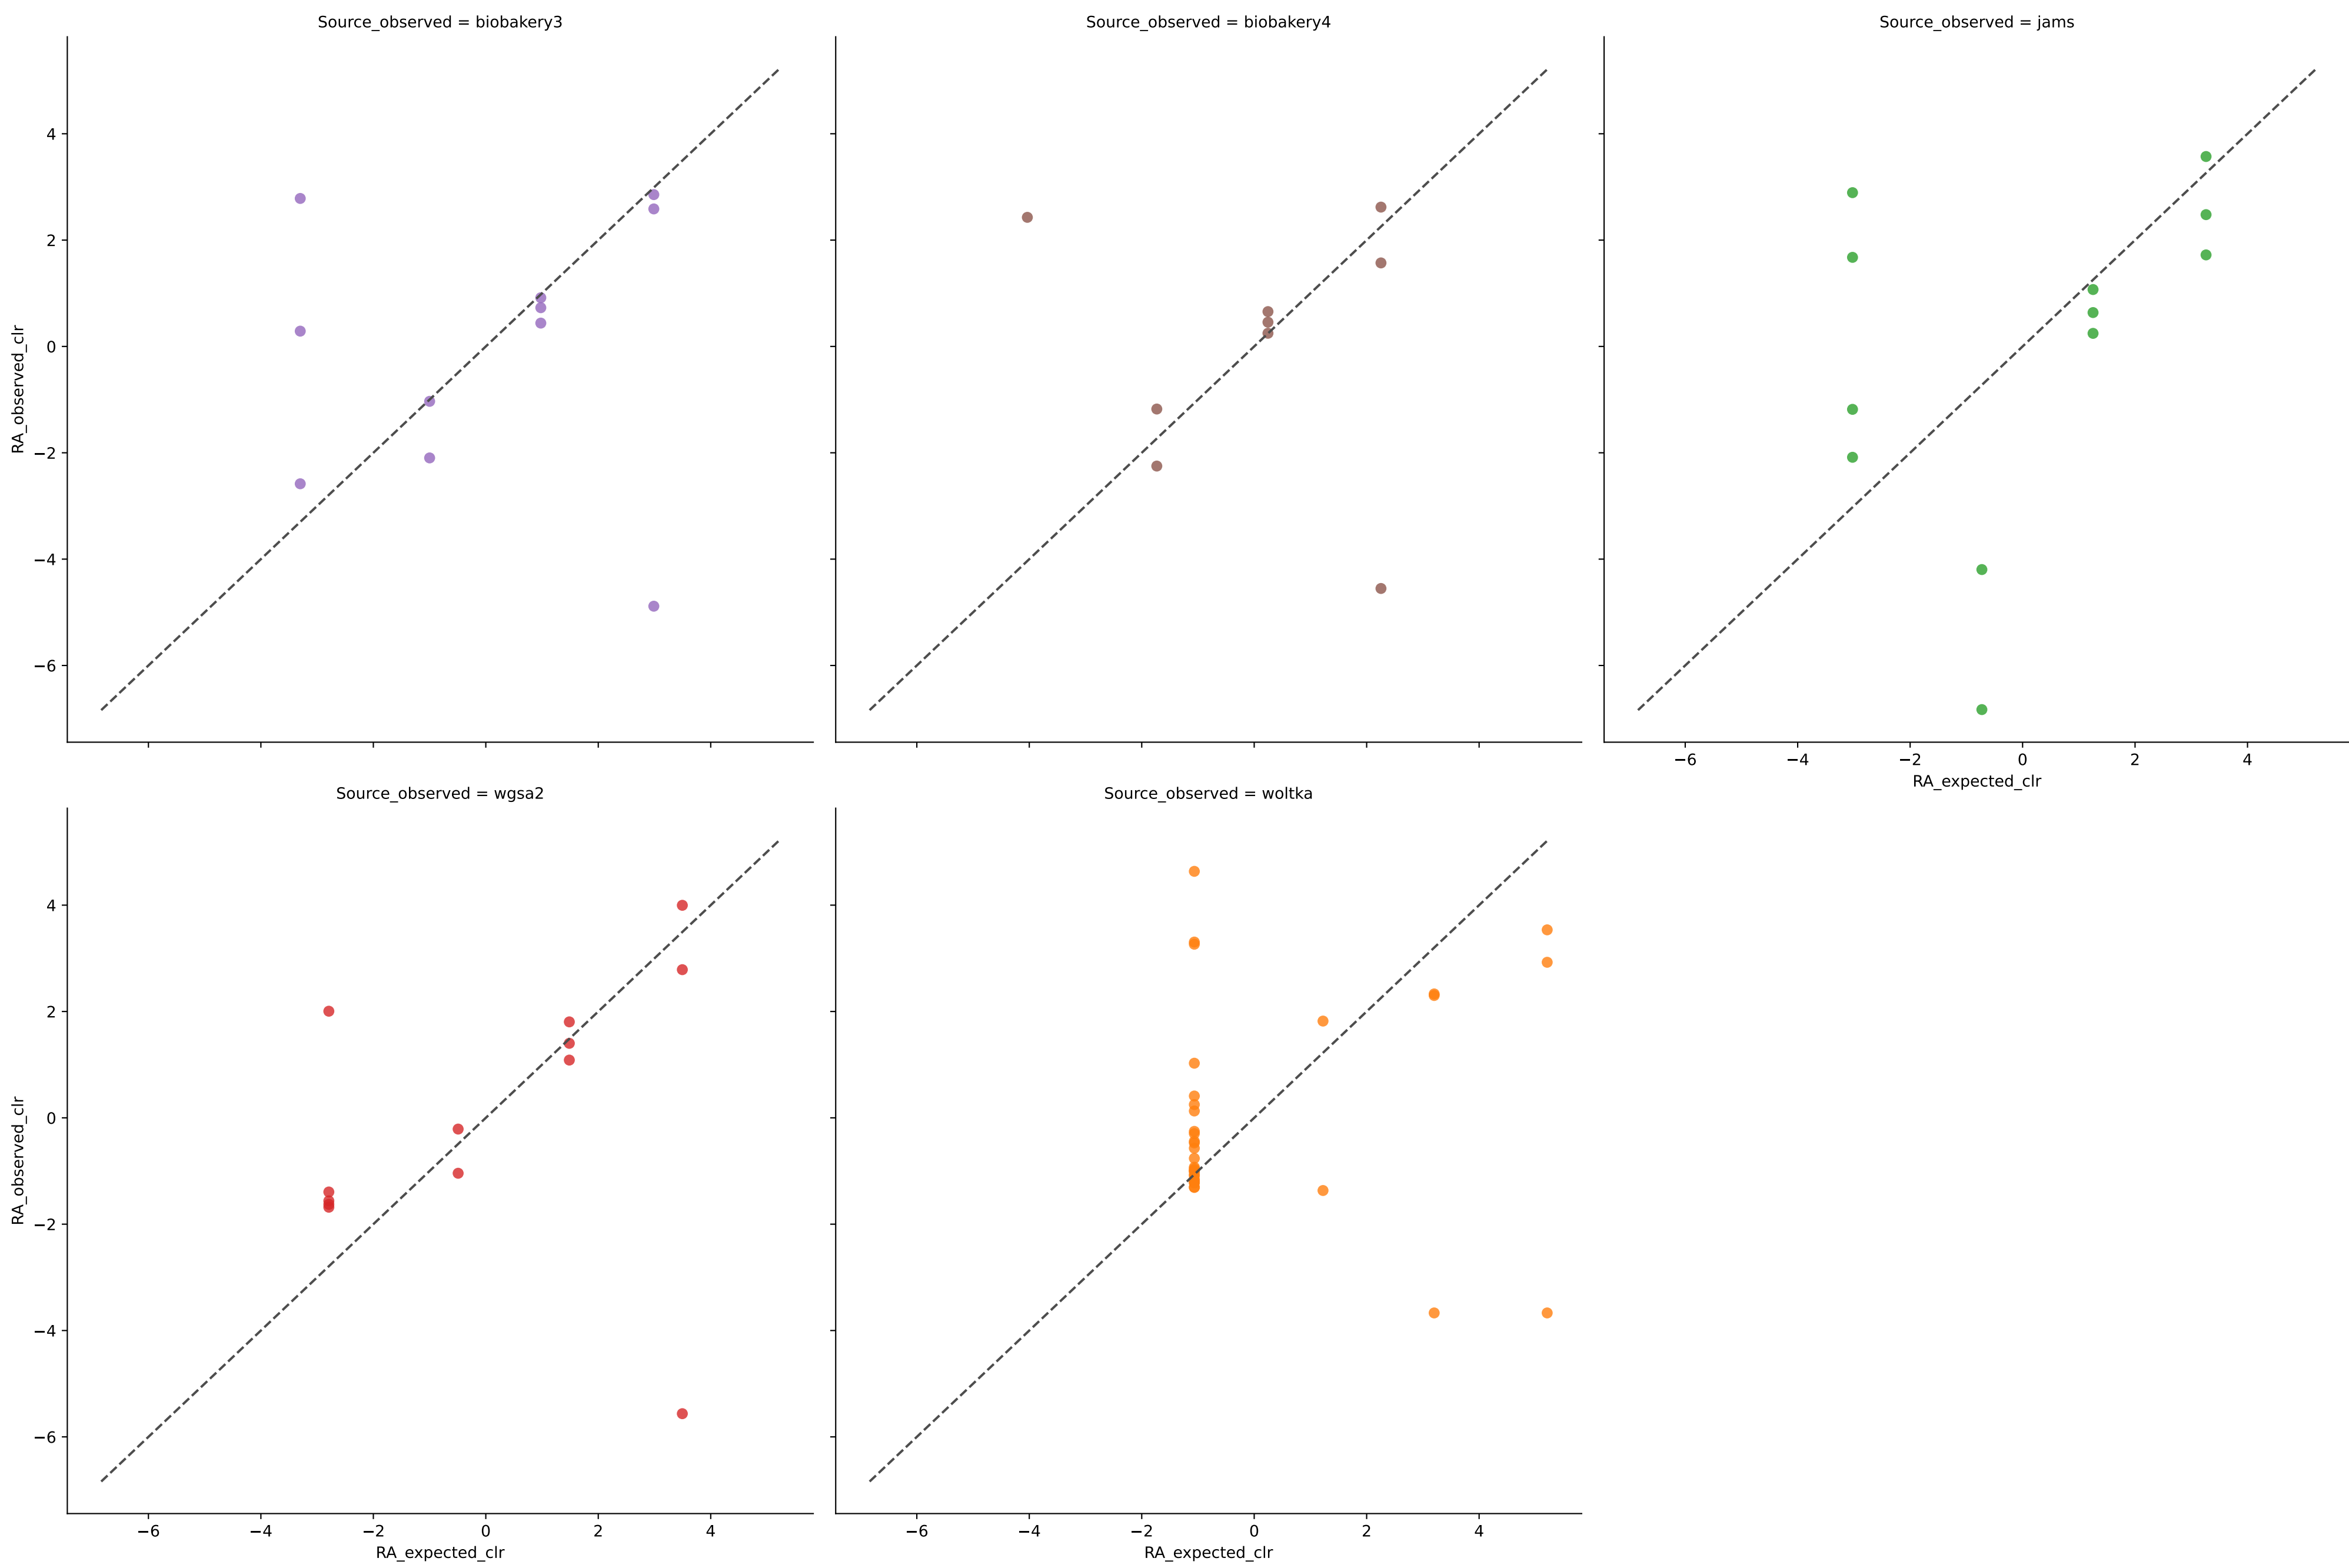 Source_observed = biobakery3
Source_observed = biobakery4
Source_observed = jams
4
2
0
−2
−4
−6
RA_observed_clr
−6 −4 −2 0 2 4
RA_expected_clr
Source_observed = wgsa2
Source_observed = woltka
4
2
0
−2
−4
−6
RA_observed_clr
−6 −4 −2 0 2 4
−6 −4 −2 0 2 4
RA_expected_clr
RA_expected_clr